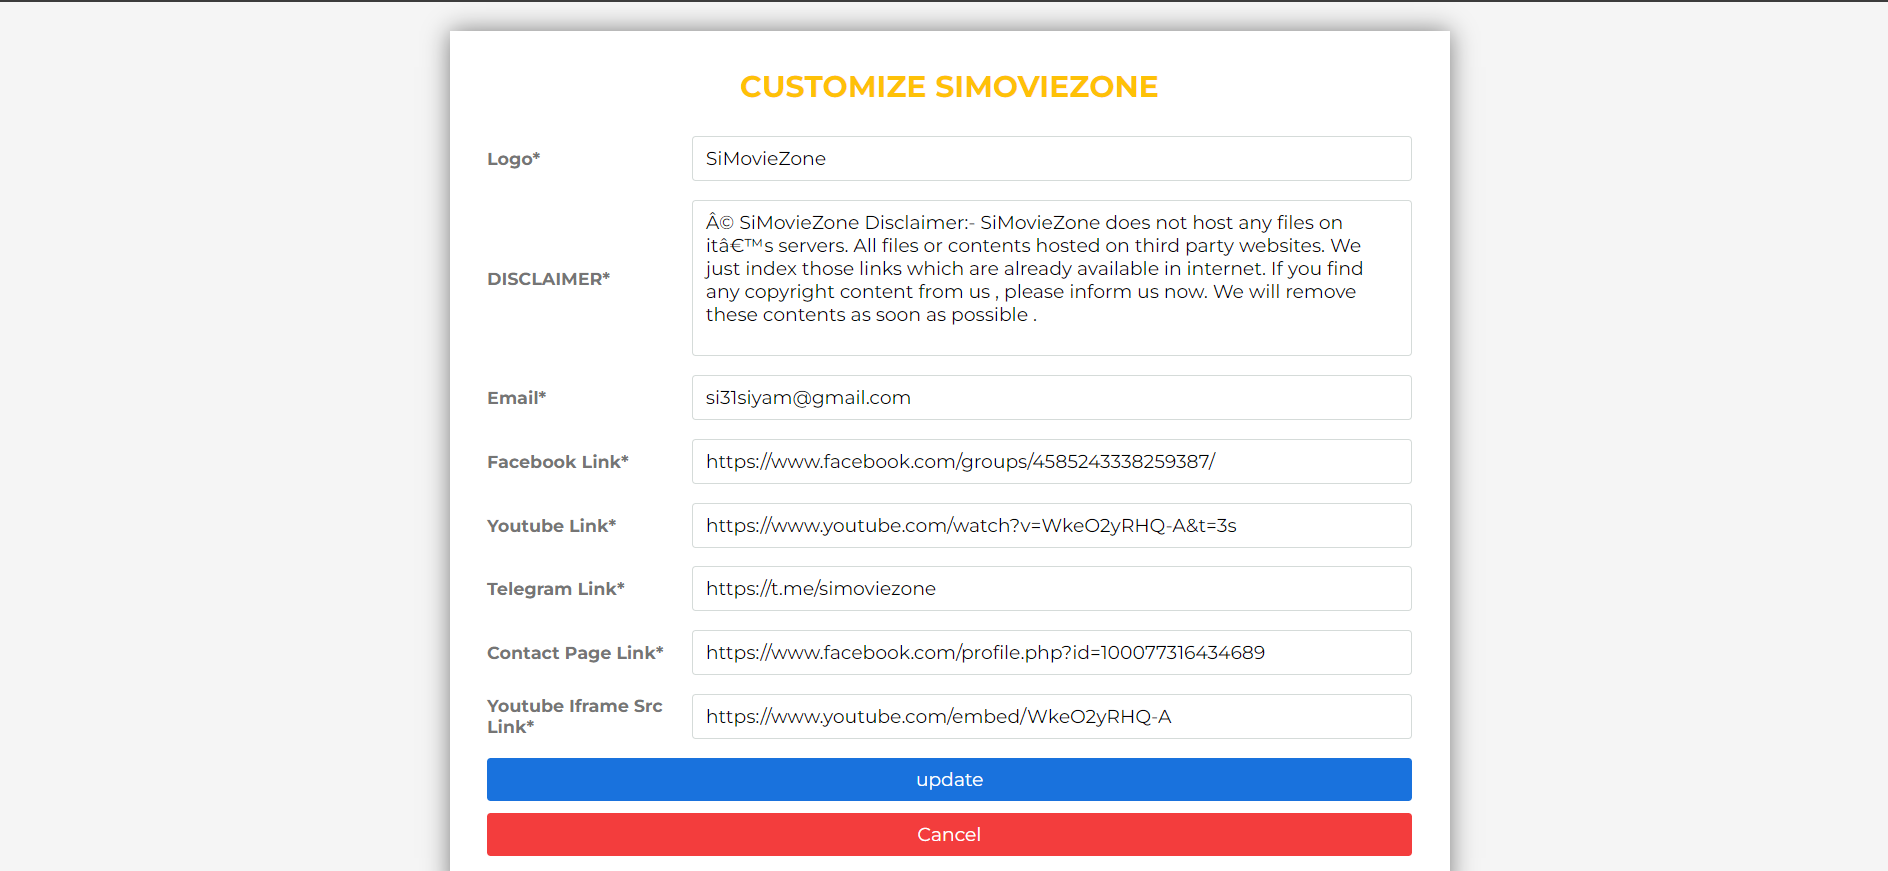 CUSTOMIZE SIMOVIEZONE
Logo*
SiMovieZone
DISCLAIMER*
Â© SiMovieZone Disclaimer:- SiMovieZone does not host any files on
itâ€™s servers. All files or contents hosted on third party websites. We
just index those links which are already available in internet. If you find
any copyright content from us , please inform us now. We will remove
these contents as soon as possible .
Email*
si31siyam@gmail.com
Facebook Link*
https://www.facebook.com/groups/4585243338259387/
Youtube Link*
https://www.youtube.com/watch?v=WkeO2yRHQ-A&t=3s
Telegram Link*
https://t.me/simoviezone
Contact Page Link*
https://www.facebook.com/profile.php?id=100077316434689
Youtube Iframe Src
Link*
https://www.youtube.com/embed/WkeO2yRHQ-A
update
Cancel